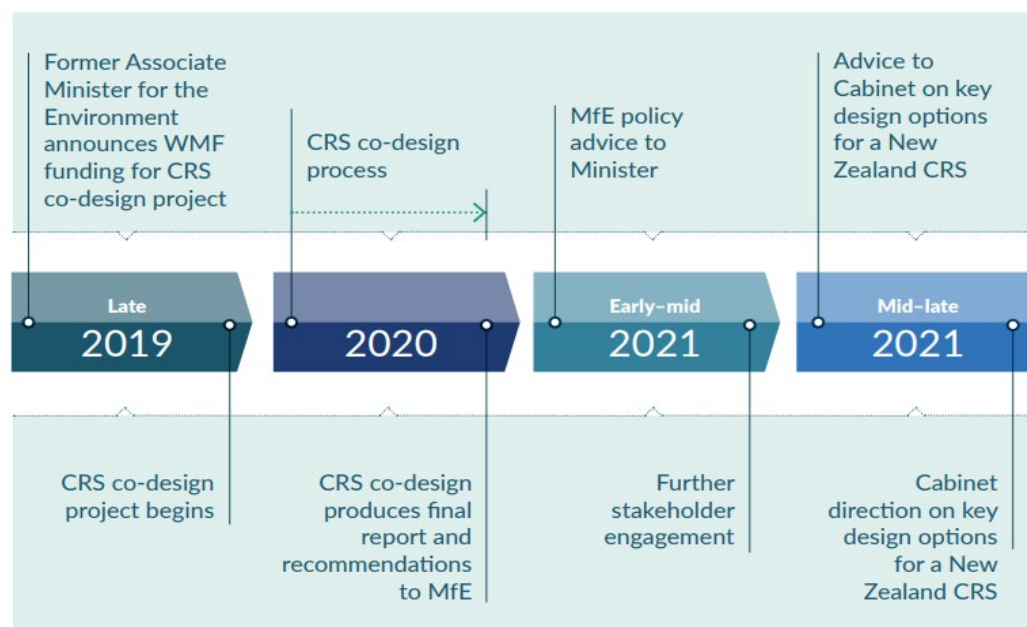 Former Associate
Minister for the
Environment
announces WMF
funding for CRS
co-design project
CRS co-design
process
MfE policy
advice to
Minister
Advice to
Cabinet on key
design options
for a New
Zealand CRS
Late
2019
2020
Early–mid
2021
Mid–late
2021
CRS co-design
project begins
CRS co-design
produces final
report and
recommendations
to MfE
Further
stakeholder
engagement
Cabinet
direction on key
design options
for a New
Zealand CRS